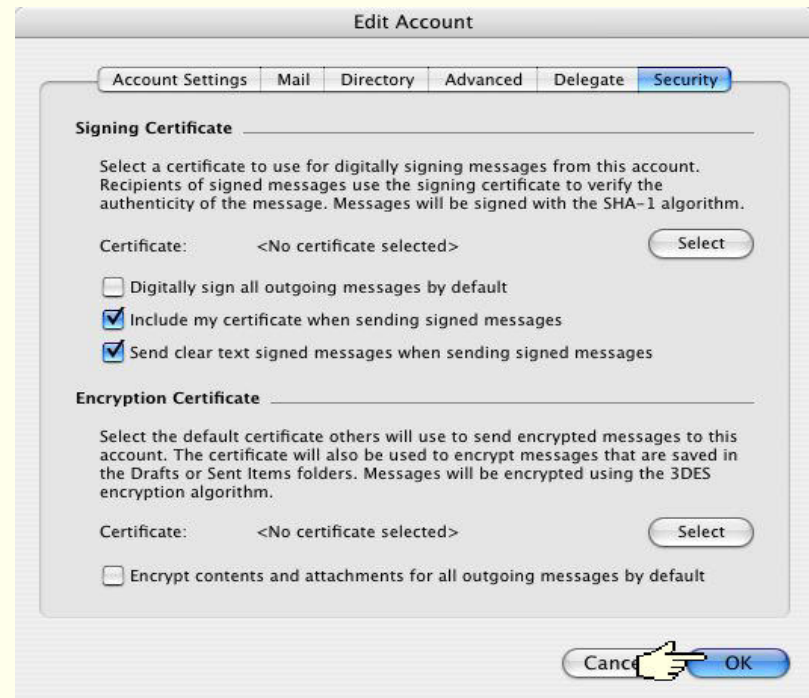 Edit Account
Account Settings Mail Directory Advanced Delegate Security
Signing Certificate
Select a certificate to use for digitally signing messages from this account.
Recipients of signed messages use the signing certificate to verify the
authenticity of the message. Messages will be signed with the SHA-1 algorithm.
Certificate: <No certificate selected> Select
Digitally sign all outgoing messages by default
Include my certificate when sending signed messages
Send clear text signed messages when sending signed messages
Encryption Certificate
Select the default certificate others will use to send encrypted messages to this
account. The certificate will also be used to encrypt messages that are saved in
the Drafts or Sent Items folders. Messages will be encrypted using the 3DES
encryption algorithm.
Certificate: <No certificate selected> Select
Encrypt contents and attachments for all outgoing messages by default
OK